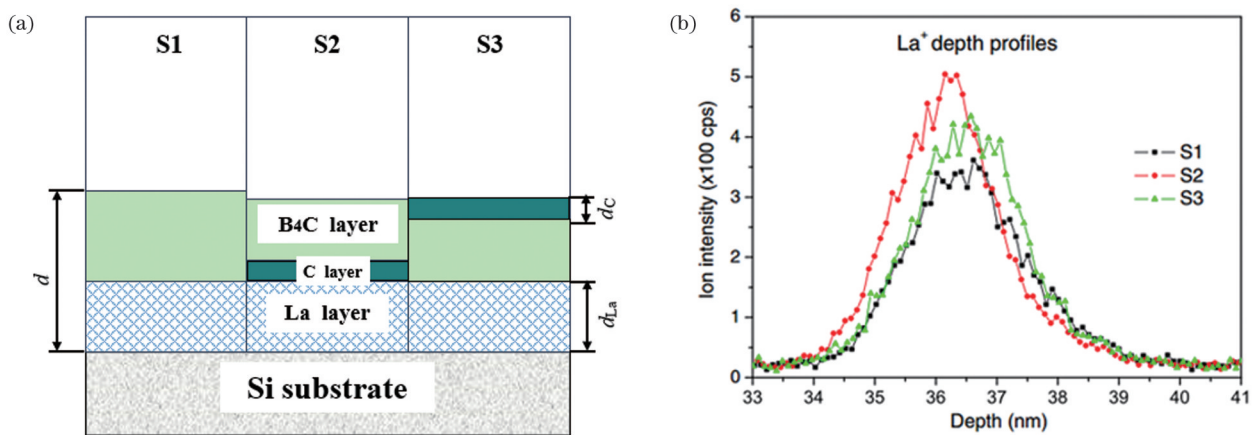 (a)
S1
S2
S3
d
B4C layer
C layer
La layer
dC
dLa
Si substrate
(b)
La+ depth profiles
Ion intensity (x100 cps)
6
5
4
3
2
1
0
S1
S2
S3
33 34 35 36 37 38 39 40 41
Depth (nm)